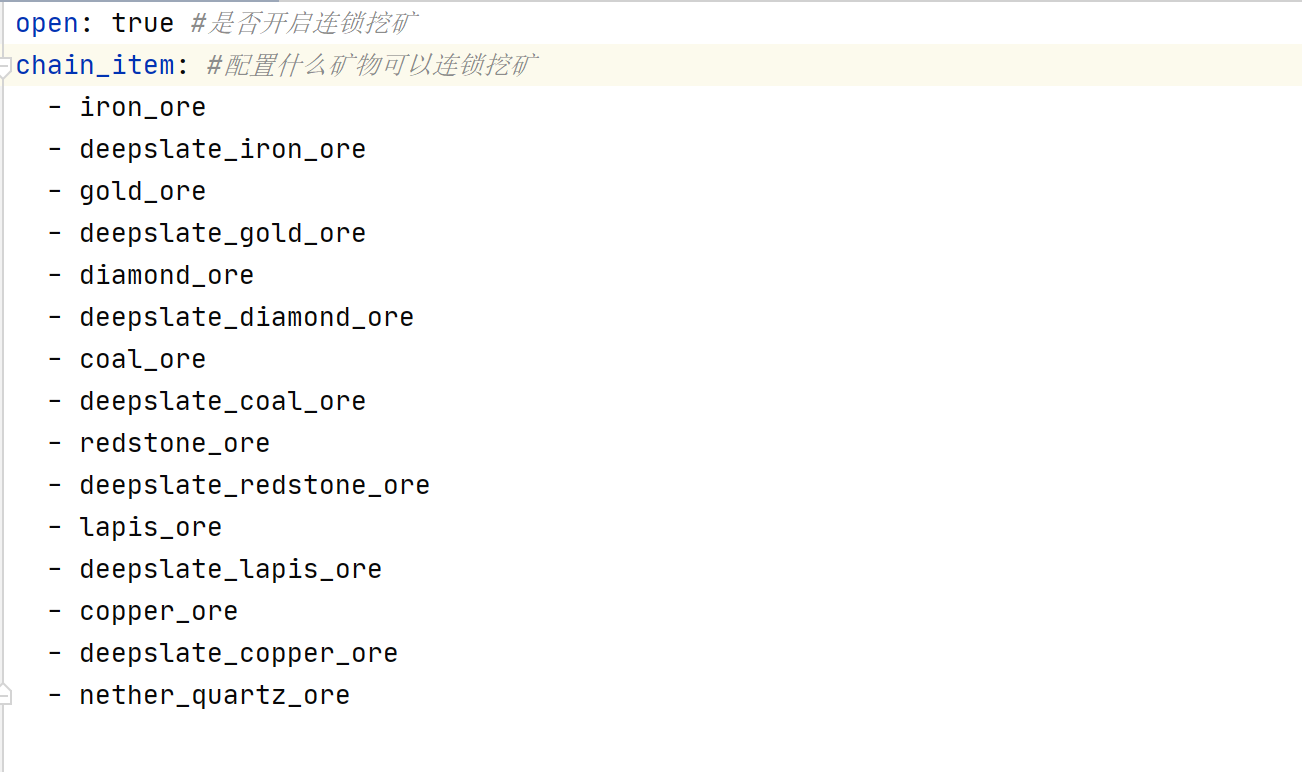 open: true #是否开启连锁挖矿
chain_item: #配置什么矿物可以连锁挖矿
  - iron_ore
  - deepslate_iron_ore
  - gold_ore
  - deepslate_gold_ore
  - diamond_ore
  - deepslate_diamond_ore
  - coal_ore
  - deepslate_coal_ore
  - redstone_ore
  - deepslate_redstone_ore
  - lapis_ore
  - deepslate_lapis_ore
  - copper_ore
  - deepslate_copper_ore
  - nether_quartz_ore